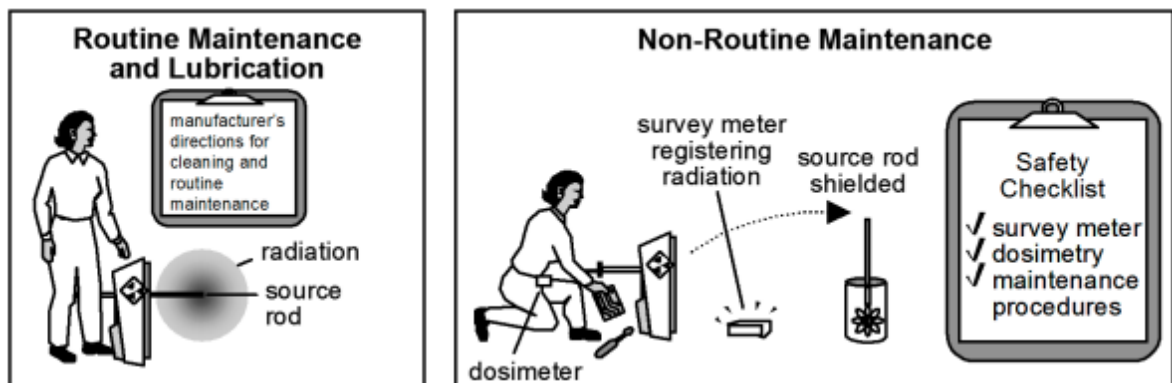 Routine Maintenance
and Lubrication
manufacturer's
directions for
cleaning and
routine
maintenance
radiation
source
rod
Non-Routine Maintenance
survey meter
registering
radiation
source rod
shielded
dosimeter
Safety
Checklist
✓ survey meter
✓ dosimetry
✓ maintenance
procedures